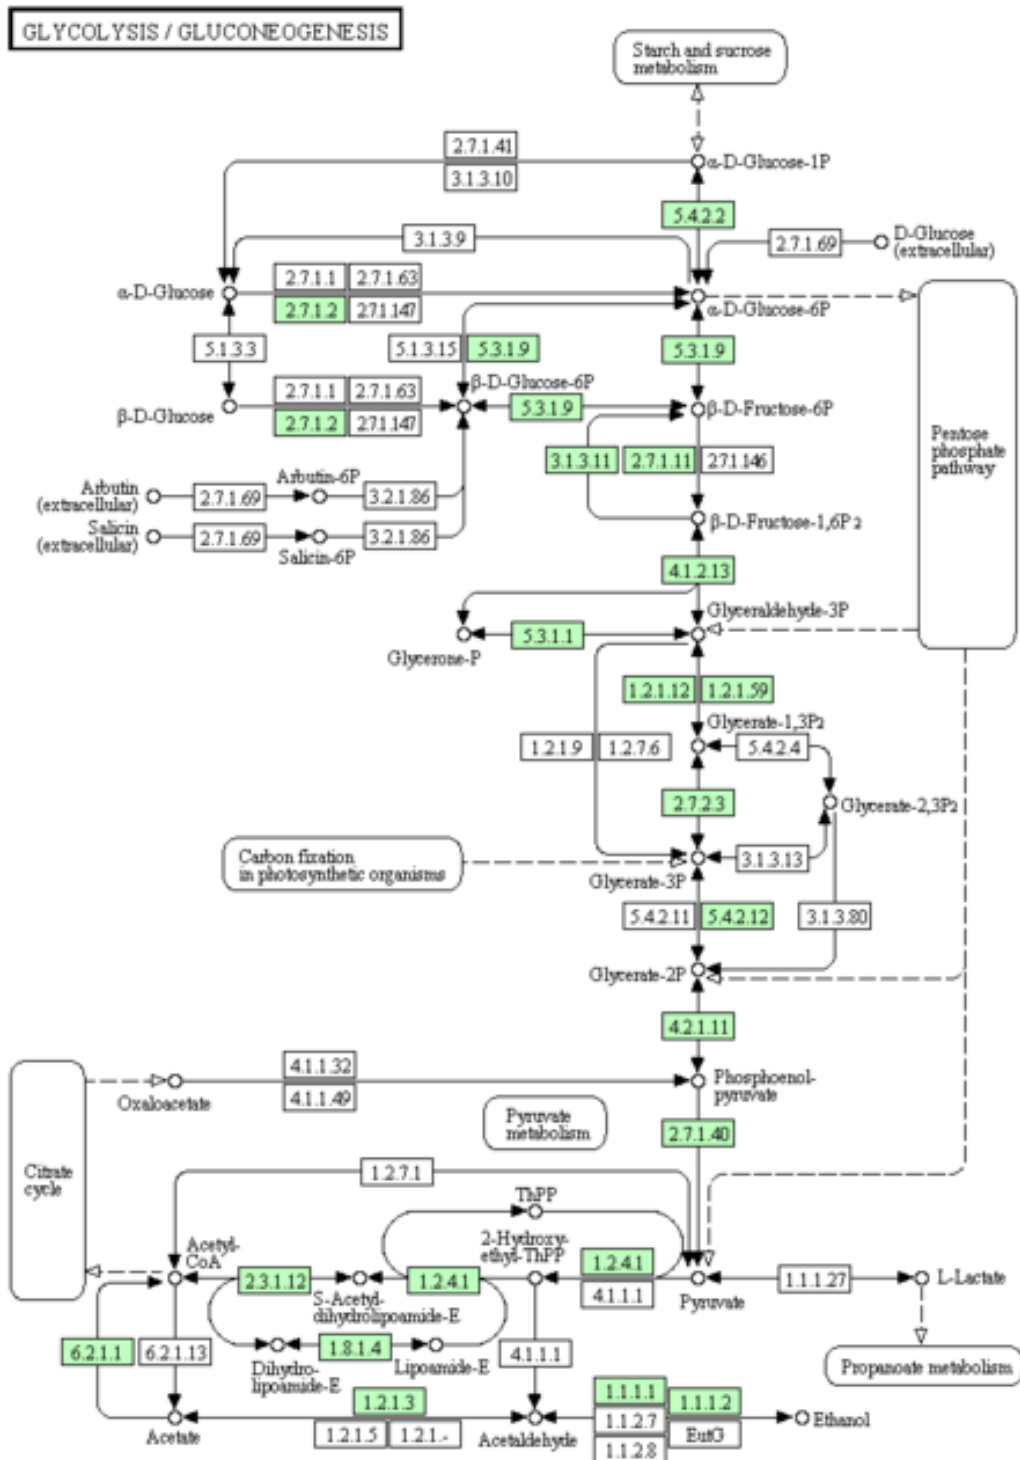 GLYCOLYSIS / GLUCONEOGENESIS
Starch and sucrose
metabolism
2.7.1.41
3.1.3.10
α-D-Glucose-1P
5.4.2.2
3.1.3.9
2.7.1.69
D-Glucose
(extracellular)
α-D-Glucose
2.7.1.1
2.7.1.63
2.7.1.2
2.7.1.147
α-D-Glucose-6P
5.1.3.3
5.1.3.15
5.3.1.9
5.3.1.9
β-D-Glucose
2.7.1.1
2.7.1.63
2.7.1.2
2.7.1.147
β-D-Glucose-6P
5.3.1.9
β-D-Fructose-6P
Pentose
phosphate
pathway
3.1.3.11
2.7.1.11
2.7.1.146
Arbutin
(extracellular)
2.7.1.69
Arbutin-6P
3.2.1.86
Salicin
(extracellular)
2.7.1.69
Salicin-6P
3.2.1.86
β-D-Fructose-1,6P2
4.1.2.13
Glyceraldehyde-3P
Glycerone-P
5.3.1.1
1.2.1.12
1.2.1.59
Glycerate-1,3P2
1.2.1.9
1.2.7.6
5.4.2.4
2.7.2.3
Glycerate-2,3P2
Carbon fixation
in photosynthetic organisms
Glycerate-3P
3.1.3.13
5.4.2.11
5.4.2.12
3.1.3.80
Glycerate-2P
4.2.1.11
4.1.1.32
4.1.1.49
Oxaloacetate
Phosphoenol-
pyruvate
Pyruvate
metabolism
2.7.1.40
Citrate
cycle
1.2.7.1
ThPP
Acetyl-
CoA
2-Hydroxy-
ethyl-ThPP
2.3.1.12
1.2.4.1
1.2.4.1
4.1.1.1
S-Acetyl-
dihydrolipoamide-E
Pyruvate
1.1.1.27
L-Lactate
6.2.1.1
6.2.1.13
1.8.1.4
4.1.1.1
Dihydro-
lipoamide-E
Lipoamide-E
Propanoate metabolism
1.2.1.3
1.2.1.5
1.2.1.-
Acetate
Acetaldehyde
1.1.1.1
1.1.1.2
1.1.2.7
EutG
1.1.2.8
Ethanol